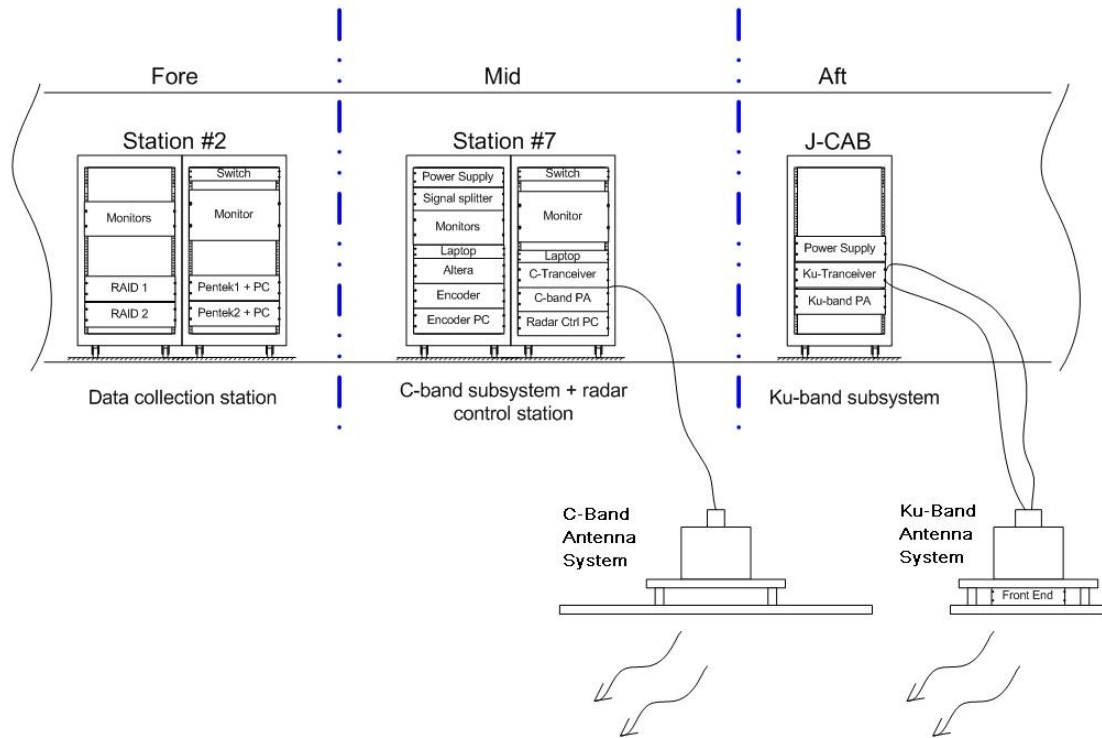 Fore
Mid
Aft
Station #2
Station #7
J-CAB
Monitors
RAID 1
RAID 2
Switch
Monitor
Pentek1 + PC
Pentek2 + PC
Power Supply
Signal splitter
Monitors
Laptop
Altera
Encoder
Encoder PC
Switch
Monitor
Laptop
C-Tranceiver
C-band PA
Radar Ctrl PC
Power Supply
Ku-Tranceiver
Ku-band PA
Data collection station
C-band subsystem + radar
control station
Ku-band subsystem
C-Band
Antenna
System
Ku-Band
Antenna
System
Front End